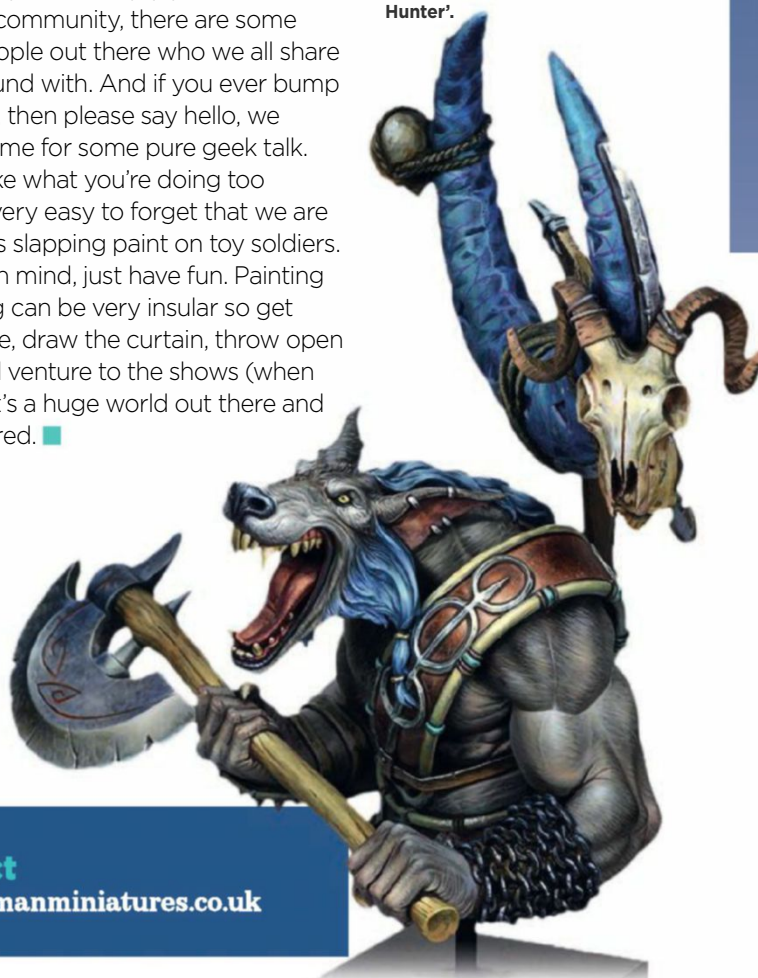 community, there are some
ople out there who we all share
und with. And if you ever bump
then please say hello, we
me for some pure geek talk.
ke what you're doing too
very easy to forget that we are
s slapping paint on toy soldiers.
n mind, just have fun. Painting
g can be very insular so get
e, draw the curtain, throw open
l venture to the shows (when
t's a huge world out there and
red.
Hunter'.
ct
manminiatures.co.uk